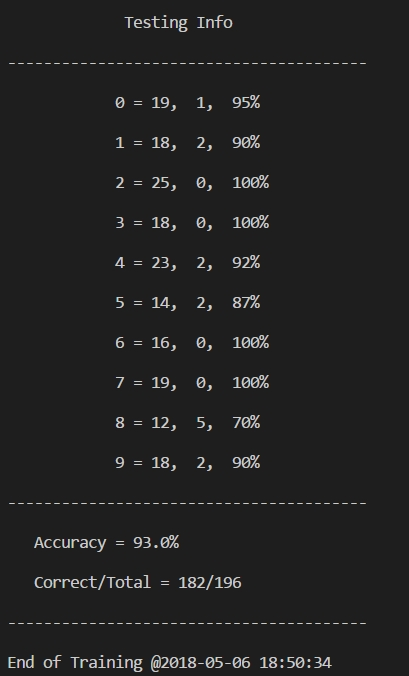 Testing Info
----------------------------------------
0 = 19, 1, 95%
1 = 18, 2, 90%
2 = 25, 0, 100%
3 = 18, 0, 100%
4 = 23, 2, 92%
5 = 14, 2, 87%
6 = 16, 0, 100%
7 = 19, 0, 100%
8 = 12, 5, 70%
9 = 18, 2, 90%
----------------------------------------
Accuracy = 93.0%
Correct/Total = 182/196
----------------------------------------
End of Training @2018-05-06 18:50:34